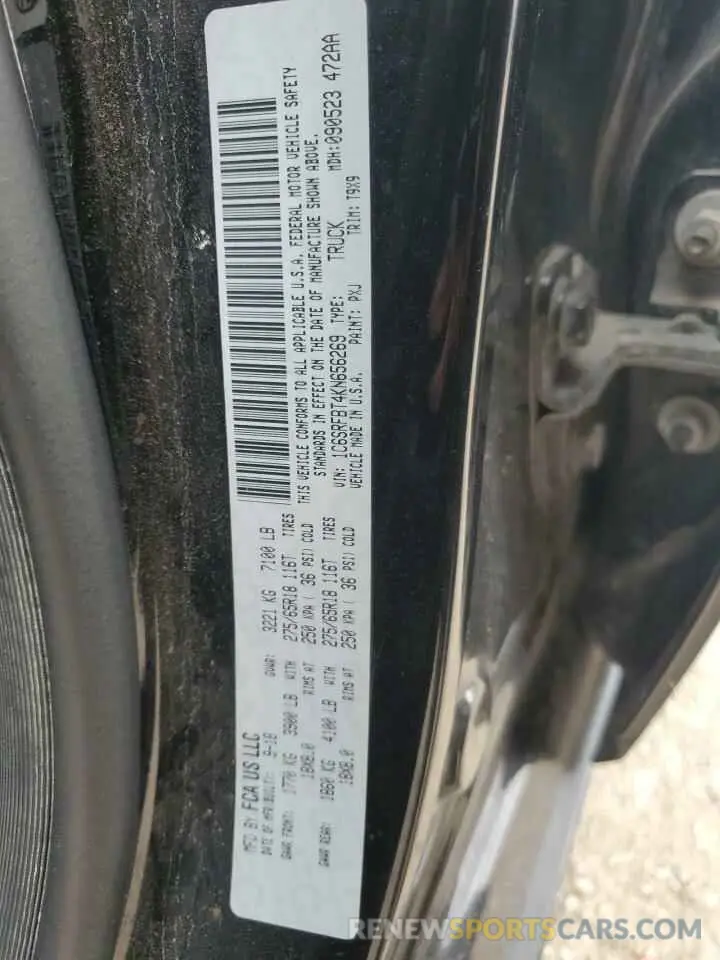 MFD BY FCA US LLC
DATE OF MFR/BUILT: 9-18 GVWR: 3221 KG 7100 LB
GAWR FRONT: 1770 KG 3900 LB WITH 275/65R18 116T TIRES
18X8.0 RIMS AT 250 KPA ( 36 PSI) COLD
GAWR REAR: 1860 KG 4100 LB WITH 275/65R18 116T TIRES
18X8.0 RIMS AT 250 KPA ( 36 PSI) COLD
THIS VEHICLE CONFORMS TO ALL APPLICABLE U.S.A. FEDERAL MOTOR VEHICLE SAFETY
STANDARDS IN EFFECT ON THE DATE OF MANUFACTURE SHOWN ABOVE.
VIN: 1C6SRFBT4KN656269 TYPE: TRUCK MDH:090523 472AA
VEHICLE MADE IN U.S.A. PAINT: PXJ TRIM: T9X9
RENEWSPORTSCARS.COM